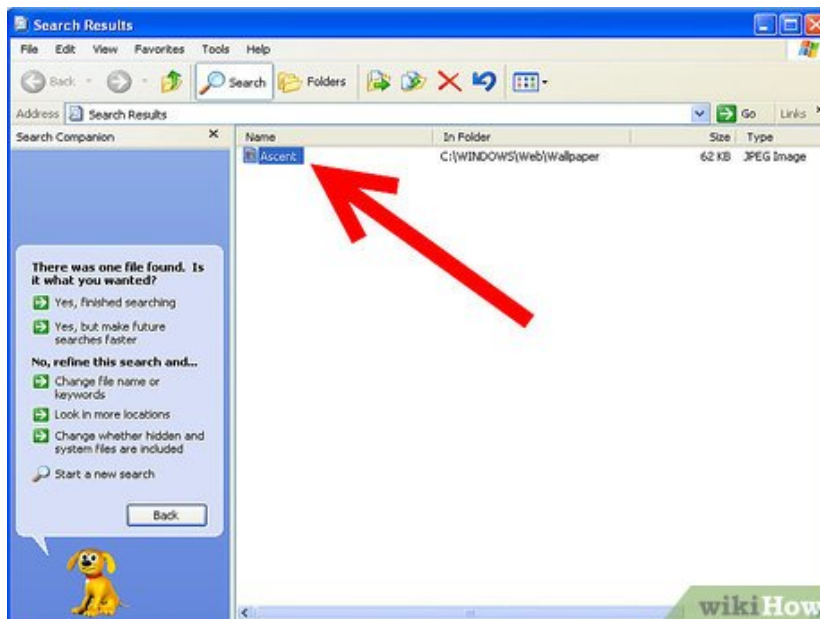 Search Results
File Edit View Favorites Tools Help
Back Search Folders
Address Search Results Go Links
Search Companion
Name In Folder Size Type
Ascent C:\WINDOWS\Web\Wallpaper 62 KB JPEG Image
There was one file found. Is
it what you wanted?
Yes, finished searching
Yes, but make future
searches faster
No, refine this search and...
Change file name or
keywords
Look in more locations
Change whether hidden and
system files are included
Start a new search
Back
wikiHow